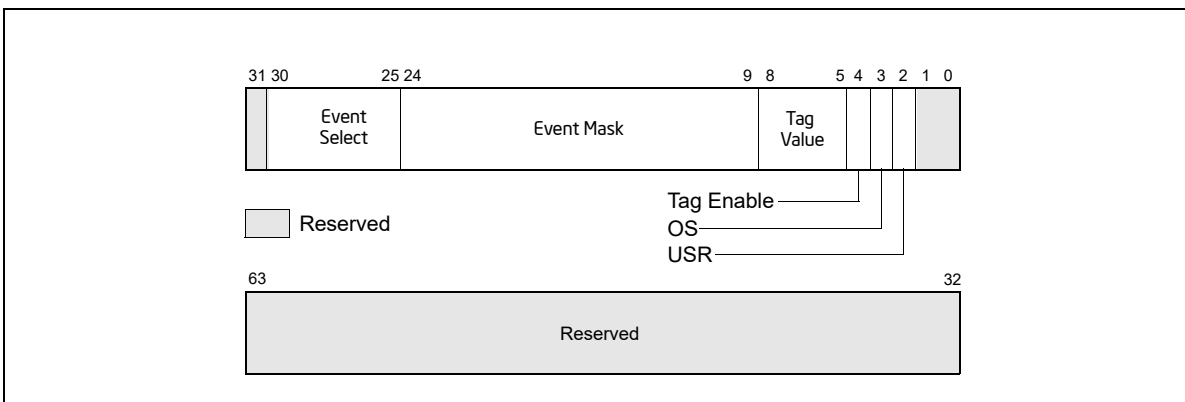 31 30 25 24 9 8 5 4 3 2 1 0
Event
Select
Event Mask
Tag
Value
Tag Enable
OS
USR
Reserved
63 32
Reserved